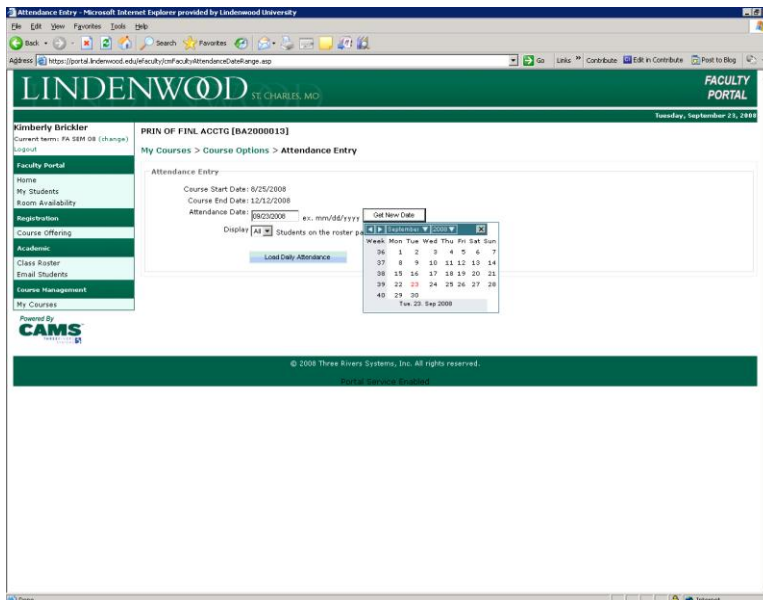 Attendance Entry - Microsoft Internet Explorer provided by Lindenwood University
File Edit View Favorites Tools Help
Back Search Favorites
Address https://portal.lindenwood.edu/efaculty/cmFacultyAttendanceDateRange.asp Go Links » Contribute Edit in Contribute Post to Blog
LINDENWOOD ST. CHARLES, MO
FACULTY
PORTAL
Tuesday, September 23, 2008
Kimberly Brickler
Current term: FA SEM 08 (change)
Logout
Faculty Portal
Home
My Students
Room Availability
Registration
Course Offering
Academic
Class Roster
Email Students
Course Management
My Courses
Powered By
CAMS
PRIN OF FINL ACCTG [BA2000013]
My Courses > Course Options > Attendance Entry
Attendance Entry
Course Start Date: 8/25/2008
Course End Date: 12/12/2008
Attendance Date: 09/23/2008 ex. mm/dd/yyyy Get New Date
Display All Students on the roster pa
Load Daily Attendance
September 2008 X
Week Mon Tue Wed Thu Fri Sat Sun
36 1 2 3 4 5 6 7
37 8 9 10 11 12 13 14
38 15 16 17 18 19 20 21
39 22 23 24 25 26 27 28
40 29 30
Tue, 23. Sep 2008
© 2008 Three Rivers Systems, Inc. All rights reserved.
Portal Service Enabled
Done Internet